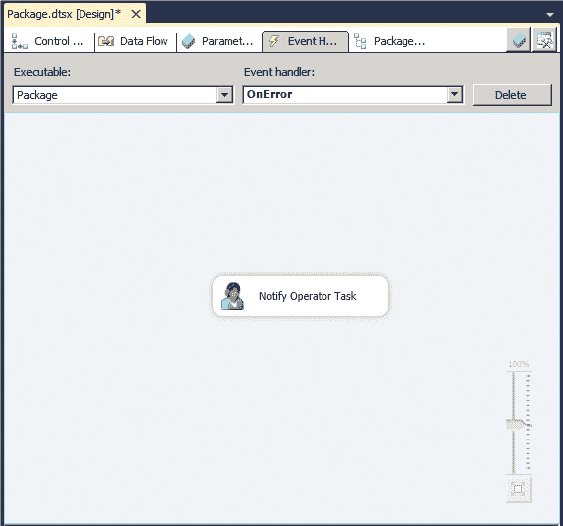 Package.dtsx [Design]*
Control ... Data Flow Paramet... Event H... Package...
Executable: Event handler:
Package OnError Delete
Notify Operator Task
100%